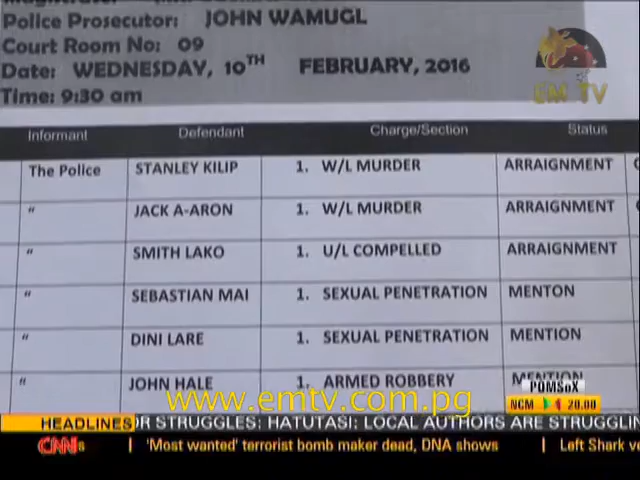 Police Prosecutor: JOHN WAMUGL
Court Room No: 09
Date: WEDNESDAY, 10TH FEBRUARY, 2016
Time: 9:30 am
EM TV
Informant Defendant Charge/Section Status
The Police STANLEY KILIP 1. W/L MURDER ARRAIGNMENT
" JACK A-ARON 1. W/L MURDER ARRAIGNMENT
" SMITH LAKO 1. U/L COMPELLED ARRAIGNMENT
" SEBASTIAN MAI 1. SEXUAL PENETRATION MENTON
" DINI LARE 1. SEXUAL PENETRATION MENTION
" JOHN HALE 1. ARMED ROBBERY MENTION
www.emtv.com.pg
POMSoX
NCM 20.00
HEADLINES OR STRUGGLES: HATUTASI: LOCAL AUTHORS ARE STRUGGLIN
CNN 'Most wanted' terrorist bomb maker dead, DNA shows | Left Shark ve